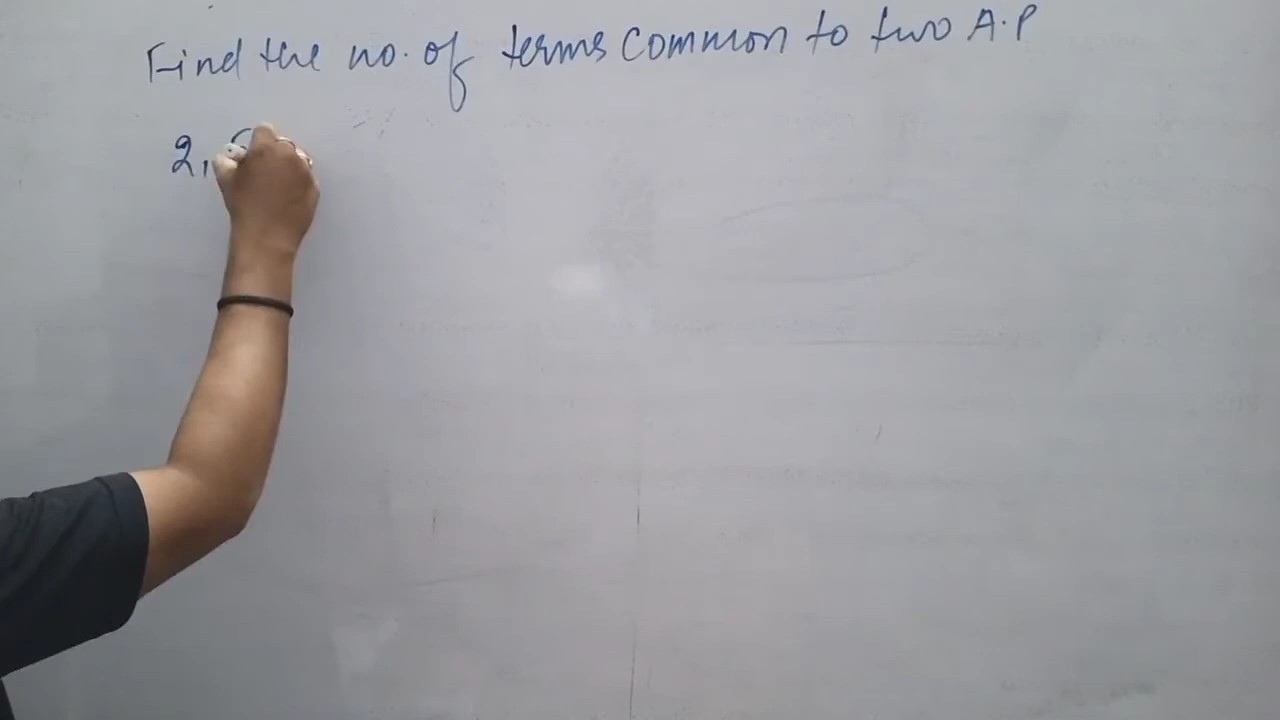 Find the no. of terms common to two A.P
2,